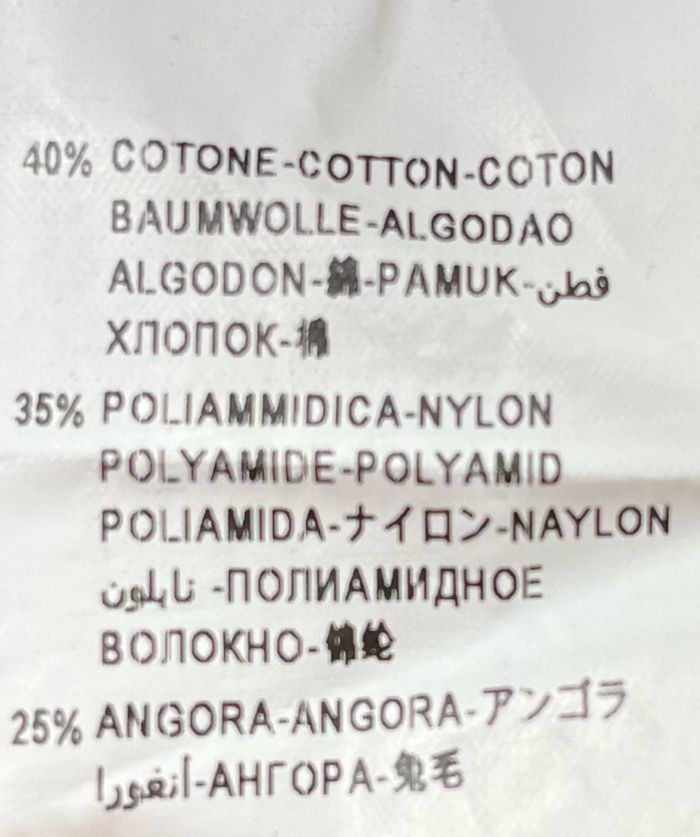 40% COTONE-COTTON-COTON
BAUMWOLLE-ALGODAO
ALGODON-綿-PAMUK-قطن
ХЛОПОК-棉
35% POLIAMMIDICA-NYLON
POLYAMIDE-POLYAMID
POLIAMIDA-ナイロン-NAYLON
نايلون -ПОЛИАМИДНОЕ
ВОЛОКНО-锦纶
25% ANGORA-ANGORA-アンゴラ
أنغورا-АНГОРА-兔毛